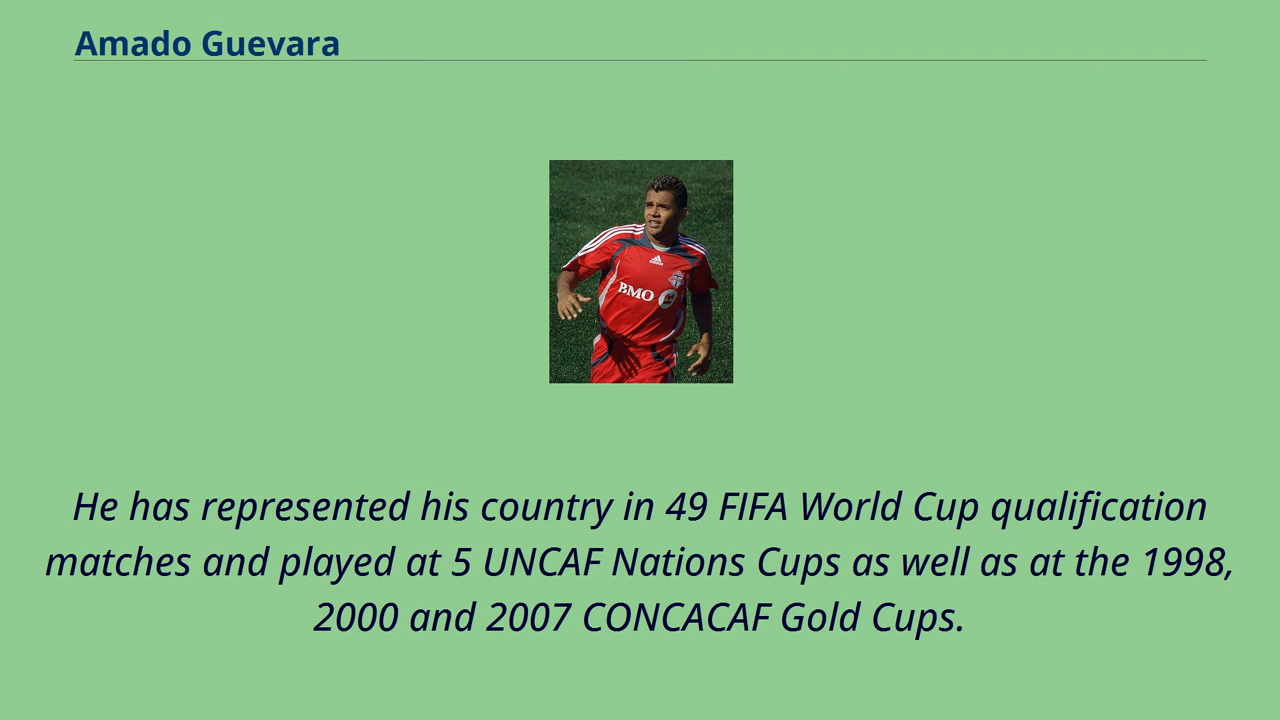 Amado Guevara
BMO
He has represented his country in 49 FIFA World Cup qualification
matches and played at 5 UNCAF Nations Cups as well as at the 1998,
2000 and 2007 CONCACAF Gold Cups.